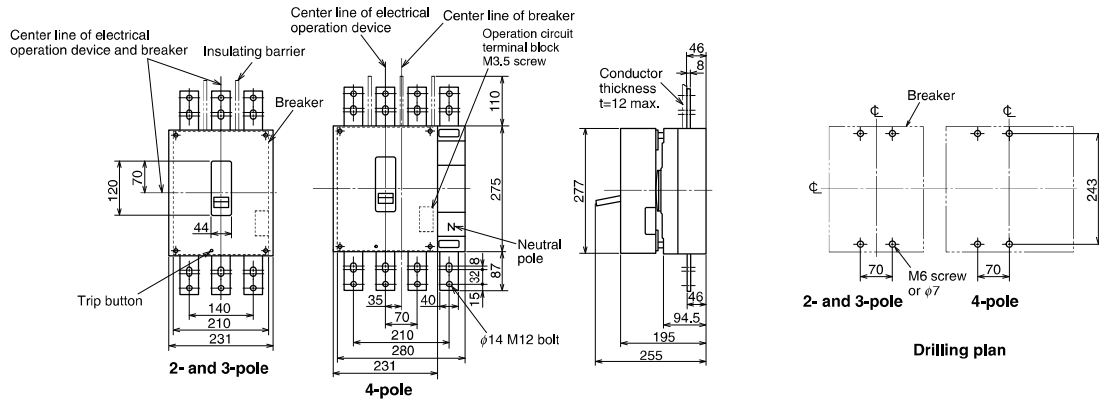 Center line of electrical
operation device and breaker
Insulating barrier
Breaker
120
70
44
Trip button
140
210
231
2- and 3-pole
Center line of electrical
operation device
Center line of breaker
Operation circuit
terminal block
M3.5 screw
110
275
N
Neutral
pole
8
32
87
15
35
40
70
210
280
231
φ14 M12 bolt
4-pole
46
8
Conductor
thickness
t=12 max.
277
46
94.5
195
255
℄
Breaker
℄
℄
243
70
M6 screw
or φ7
70
2- and 3-pole
4-pole
Drilling plan